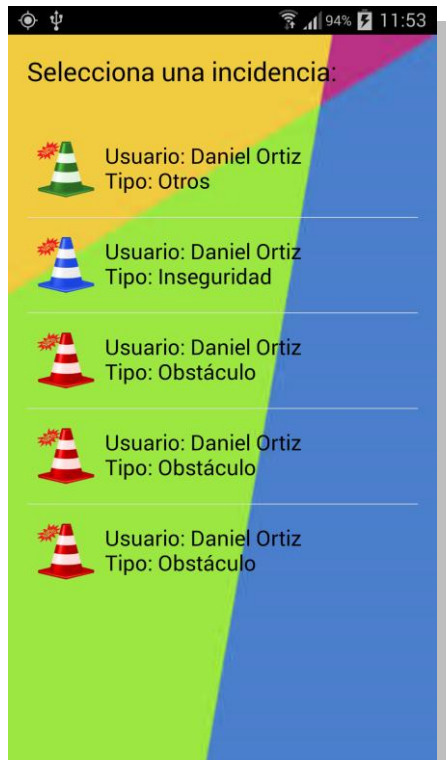 94% 11:53
Selecciona una incidencia:
Usuario: Daniel Ortiz
Tipo: Otros
Usuario: Daniel Ortiz
Tipo: Inseguridad
Usuario: Daniel Ortiz
Tipo: Obstáculo
Usuario: Daniel Ortiz
Tipo: Obstáculo
Usuario: Daniel Ortiz
Tipo: Obstáculo